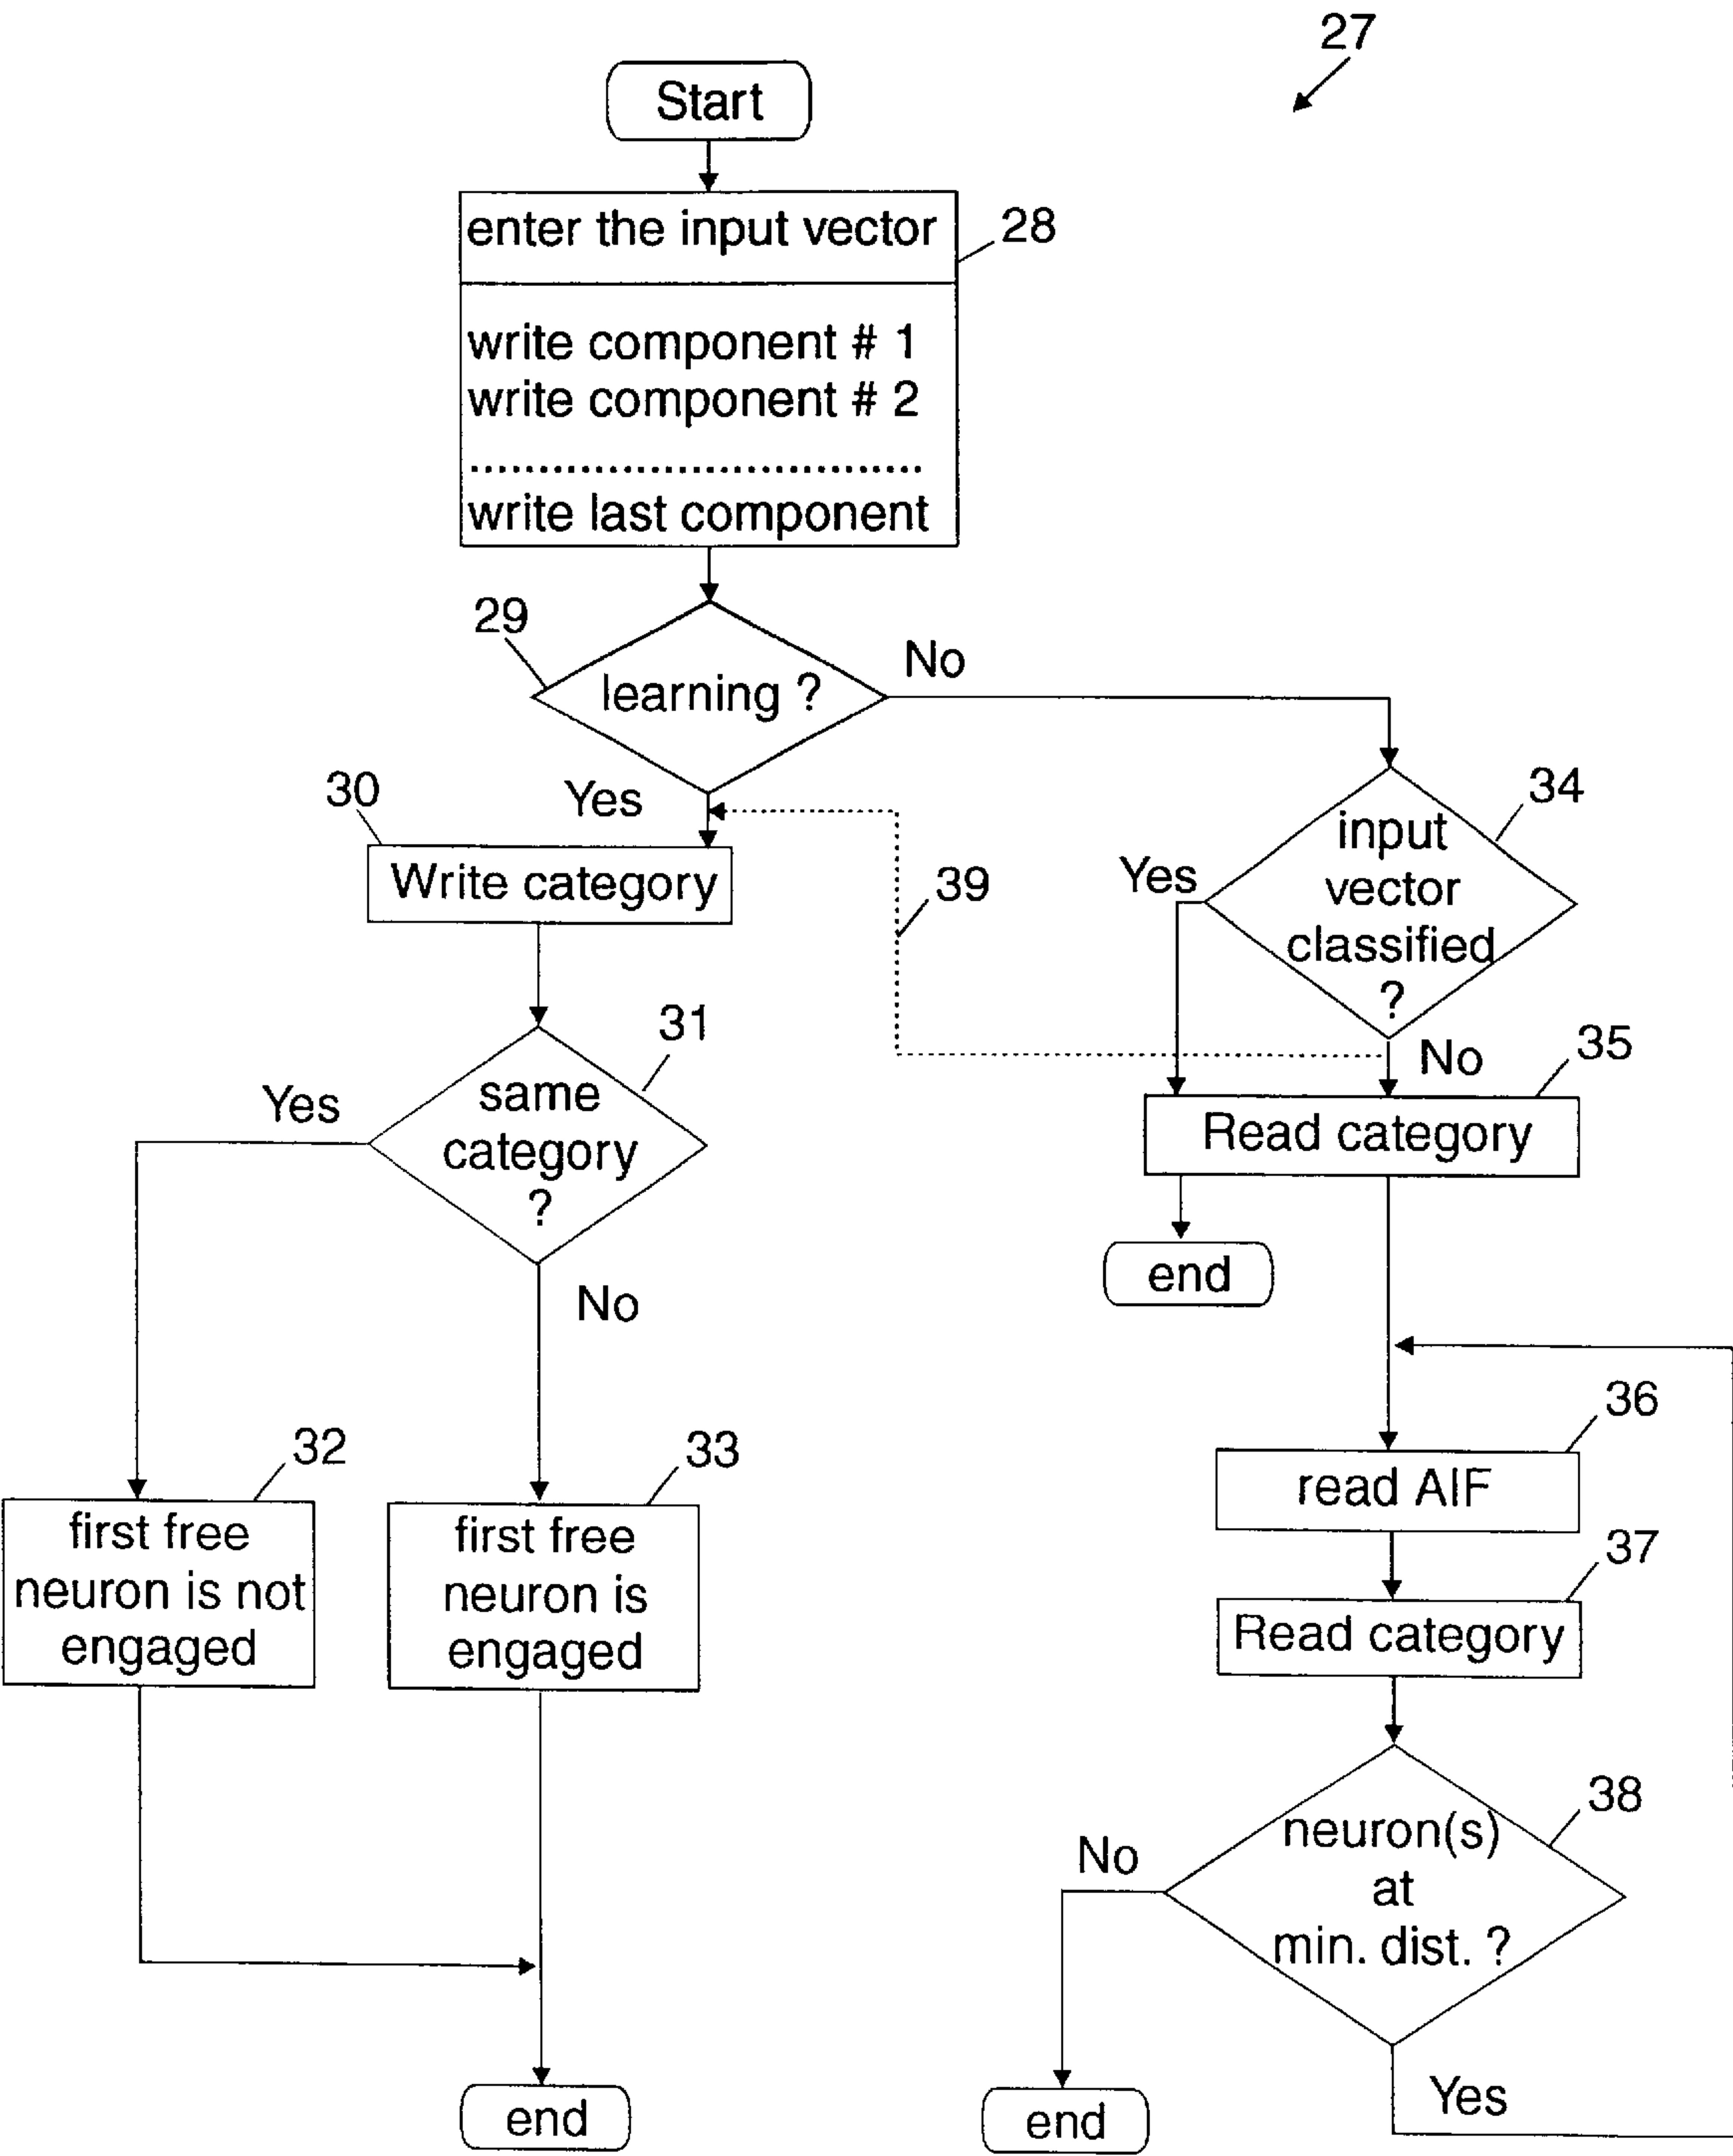 27
Start
enter the input vector
28
write component # 1
write component # 2
................................
write last component
29
learning ?
No
Yes
30
Write category
39
34
input
vector
classified
?
Yes
No
35
Read category
end
31
same
category
?
Yes
No
32
first free
neuron is not
engaged
33
first free
neuron is
engaged
end
36
read AIF
37
Read category
38
neuron(s)
at
min. dist. ?
No
Yes
end